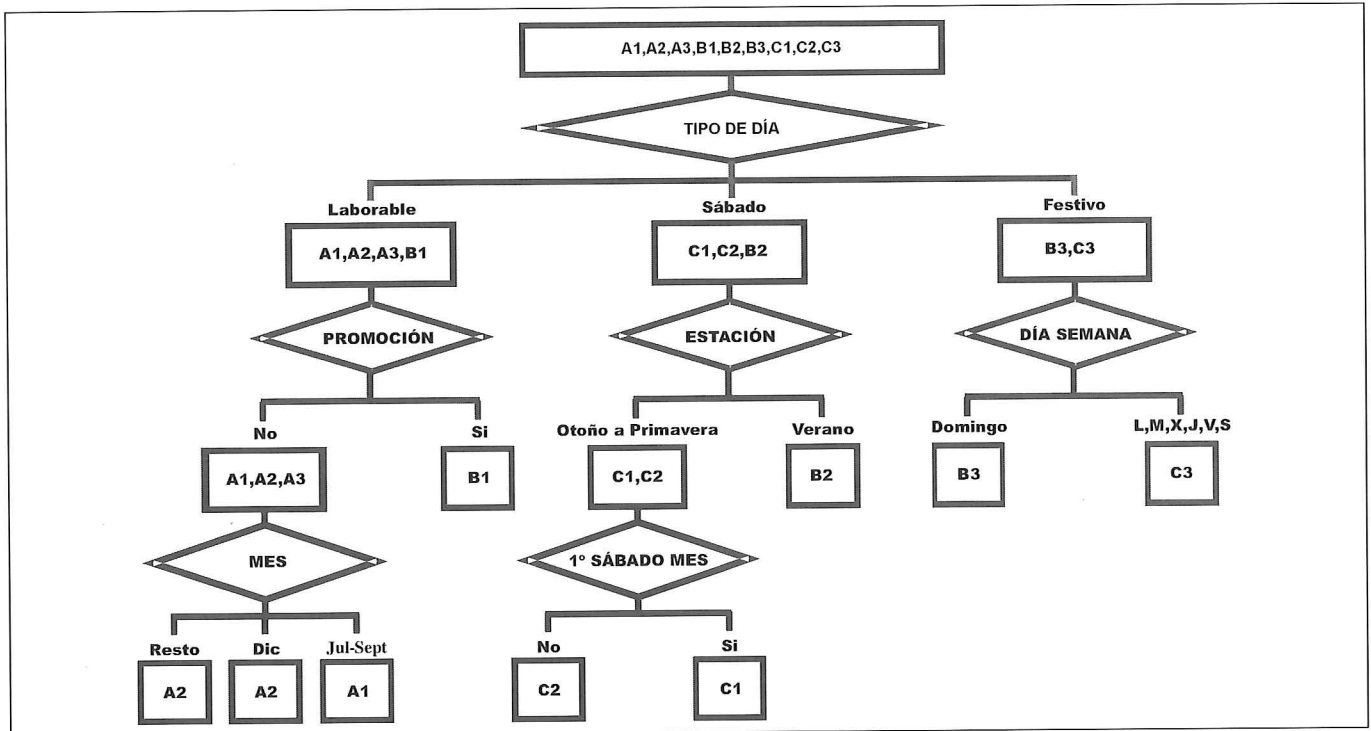 A1,A2,A3,B1,B2,B3,C1,C2,C3
TIPO DE DÍA
Laborable
Sábado
Festivo
A1,A2,A3,B1
C1,C2,B2
B3,C3
PROMOCIÓN
ESTACIÓN
DÍA SEMANA
No
Si
Otoño a Primavera
Verano
Domingo
L,M,X,J,V,S
A1,A2,A3
B1
C1,C2
B2
B3
C3
MES
1º SÁBADO MES
Resto
Dic
Jul-Sept
No
Si
A2
A2
A1
C2
C1